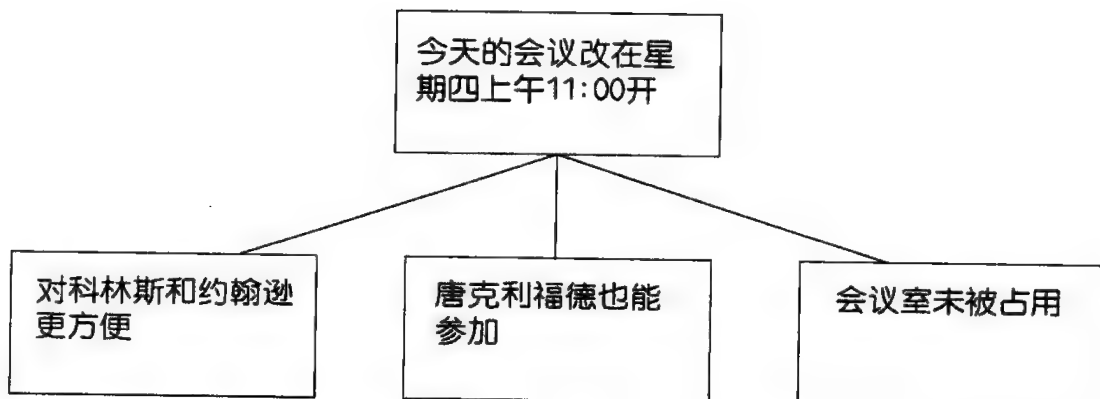 今天的会议改在星
期四上午11:00开
对科林斯和约翰逊
更方便
唐克利福德也能
参加
会议室未被占用